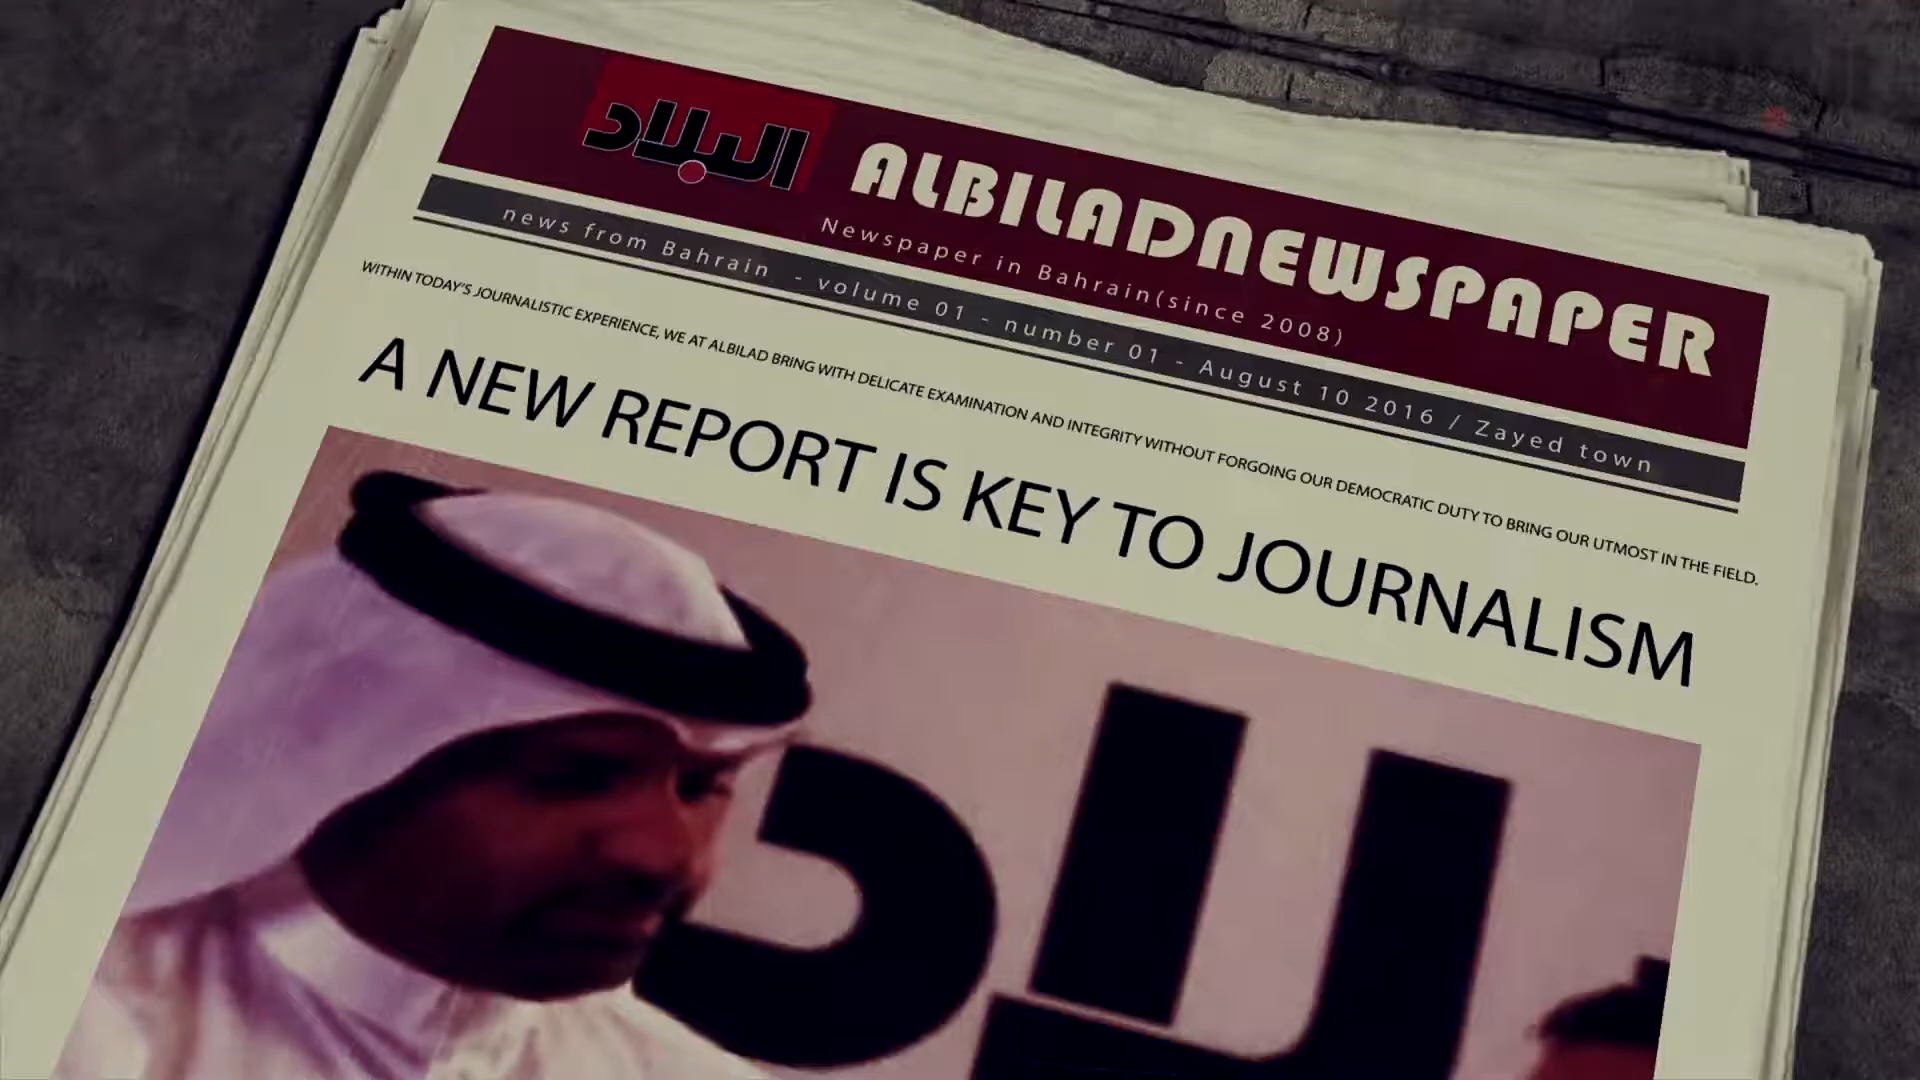 البلاد
ALBILADNEWSPAPER
Newspaper in Bahrain(since 2008)
news from Bahrain - volume 01 - number 01 - August 10 2016 / Zayed town
WITHIN TODAY'S JOURNALISTIC EXPERIENCE, WE AT ALBILAD BRING WITH DELICATE EXAMINATION AND INTEGRITY WITHOUT FORGOING OUR DEMOCRATIC DUTY TO BRING OUR UTMOST IN THE FIELD.
A NEW REPORT IS KEY TO JOURNALISM